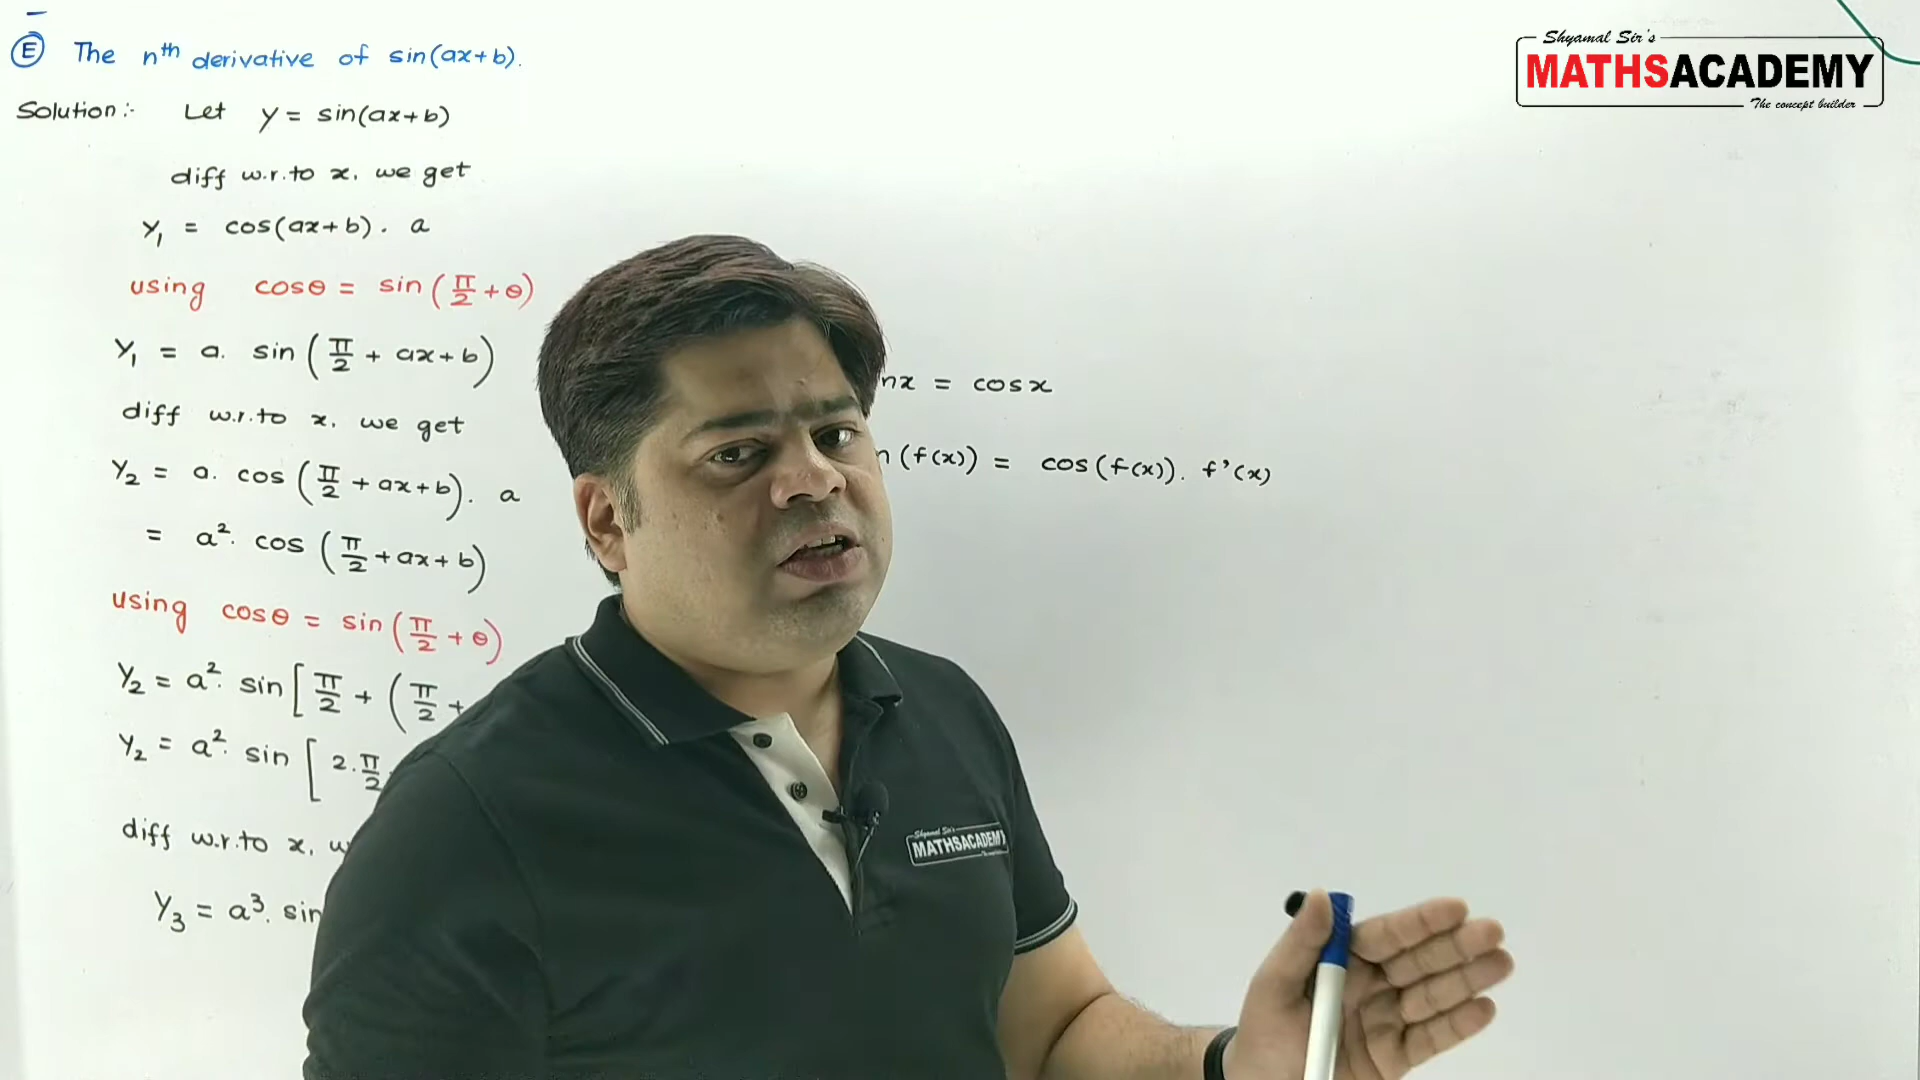 Shyamal Sir's
MATHSACADEMY
The concept builder
Ⓔ The nth derivative of sin(ax+b).
Solution:- Let y = sin(ax+b)
diff w.r.to x, we get
y₁ = cos(ax+b). a
using cosθ = sin(π/2 + θ)
y₁ = a. sin(π/2 + ax+b)
diff w.r.to x, we get
y₂ = a. cos(π/2 + ax+b). a
= a². cos(π/2 + ax+b)
using cosθ = sin(π/2 + θ)
y₂ = a². sin[π/2 + (π/2 +
y₂ = a². sin[2.π/2
diff w.r.to x,
y₃ = a³. sin
nx = cosx
(f(x)) = cos(f(x)). f'(x)
Shyamal Sir's
MATHSACADEMY